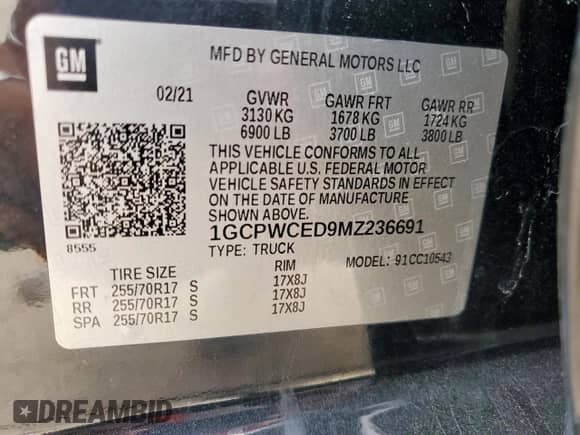 GM
MFD BY GENERAL MOTORS LLC
02/21 GVWR GAWR FRT GAWR RR
3130 KG 1678 KG 1724 KG
6900 LB 3700 LB 3800 LB
THIS VEHICLE CONFORMS TO ALL
APPLICABLE U.S. FEDERAL MOTOR
VEHICLE SAFETY STANDARDS IN EFFECT
ON THE DATE OF MANUFACTURE
SHOWN ABOVE.
8555
1GCPWCED9MZ236691
TYPE: TRUCK MODEL: 91CC10543
TIRE SIZE RIM
FRT 255/70R17 S 17X8J
RR 255/70R17 S 17X8J
SPA 255/70R17 S 17X8J
DREAMBID